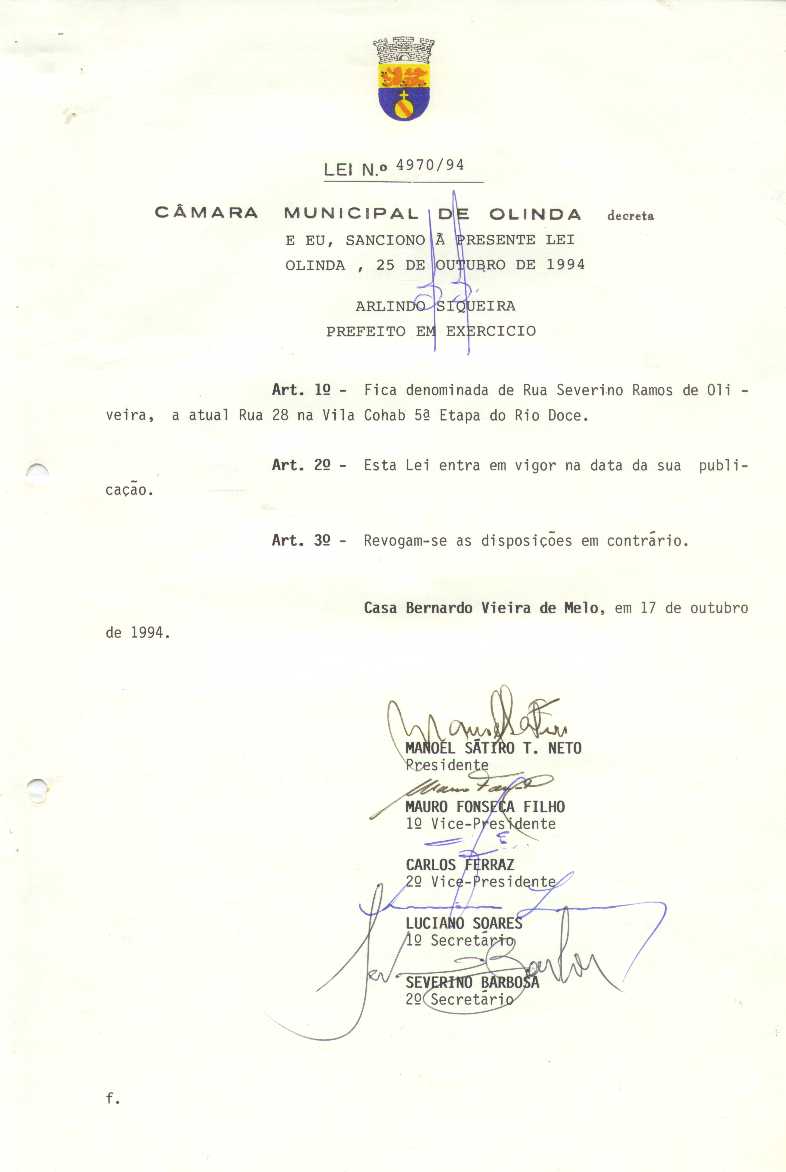 LEI N.º 4970/94
CÂMARA MUNICIPAL DE OLINDA decreta
E EU, SANCIONO Ã PRESENTE LEI
OLINDA , 25 DE OUTUBRO DE 1994
ARLINDO SIQUEIRA
PREFEITO EM EXERCICIO
Art. 1º - Fica denominada de Rua Severino Ramos de Oli -
veira, a atual Rua 28 na Vila Cohab 5ª Etapa do Rio Doce.
Art. 2º - Esta Lei entra em vigor na data da sua publi-
cação.
Art. 3º - Revogam-se as disposições em contrário.
Casa Bernardo Vieira de Melo, em 17 de outubro
de 1994.
MANOEL SÁTIRO T. NETO
Presidente
MAURO FONSECA FILHO
1º Vice-Presidente
CARLOS FERRAZ
2º Vice-Presidente
LUCIANO SOARES
1º Secretário
SEVERINO BARBOSA
2º Secretário
f.